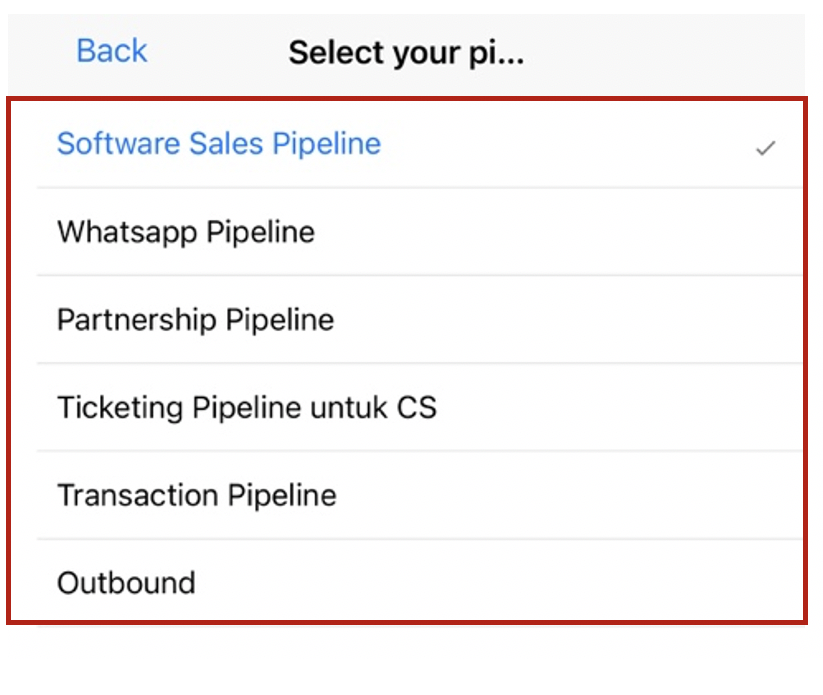 Back
Select your pi...
Software Sales Pipeline
Whatsapp Pipeline
Partnership Pipeline
Ticketing Pipeline untuk CS
Transaction Pipeline
Outbound